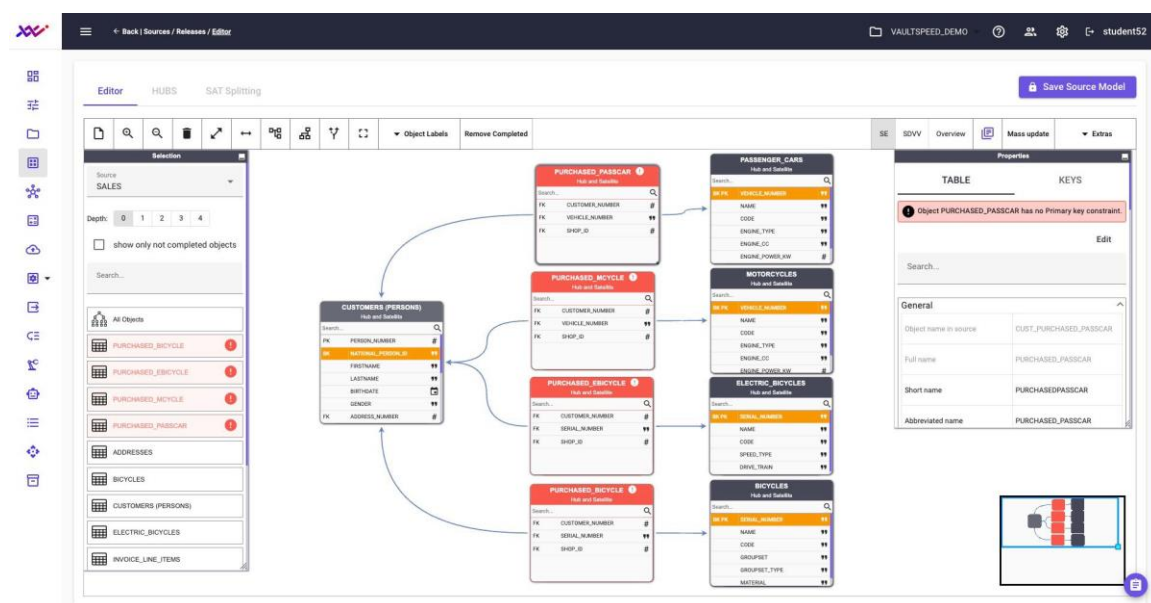 ← Back | Sources / Releases / Editor
VAULTSPEED_DEMO
student52
Editor
HUBS
SAT Splitting
Save Source Model
Object Labels
Remove Completed
SE
SDVV
Overview
Mass update
Extras
Selection
Source
SALES
Depth: 0 1 2 3 4
show only not completed objects
Search...
All Objects
PURCHASED_BICYCLE
PURCHASED_EBICYCLE
PURCHASED_MCYCLE
PURCHASED_PASSCAR
ADDRESSES
BICYCLES
CUSTOMERS (PERSONS)
ELECTRIC_BICYCLES
INVOICE_LINE_ITEMS
CUSTOMERS (PERSONS)
Hub and Satellite
Search...
PK PERSON_NUMBER #
BK NATIONAL_PERSON_ID
FIRSTNAME
LASTNAME
BIRTHDATE
GENDER
FK ADDRESS_NUMBER #
PURCHASED_PASSCAR
Hub and Satellite
Search...
FK CUSTOMER_NUMBER #
FK VEHICLE_NUMBER
FK SHOP_ID #
PURCHASED_MCYCLE
Hub and Satellite
Search...
FK CUSTOMER_NUMBER #
FK VEHICLE_NUMBER
FK SHOP_ID #
PURCHASED_EBICYCLE
Hub and Satellite
Search...
FK CUSTOMER_NUMBER #
FK SERIAL_NUMBER
FK SHOP_ID #
PURCHASED_BICYCLE
Hub and Satellite
Search...
FK CUSTOMER_NUMBER #
FK SERIAL_NUMBER
FK SHOP_ID #
PASSENGER_CARS
Hub and Satellite
Search...
BK PK VEHICLE_NUMBER
NAME
CODE
ENGINE_TYPE
ENGINE_CC
ENGINE_POWER_KW #
MOTORCYCLES
Hub and Satellite
Search...
BK PK VEHICLE_NUMBER
NAME
CODE
ENGINE_TYPE
ENGINE_CC
ENGINE_POWER_KW #
ELECTRIC_BICYCLES
Hub and Satellite
Search...
BK PK SERIAL_NUMBER
NAME
CODE
SPEED_TYPE
DRIVE_TRAIN
BICYCLES
Hub and Satellite
Search...
BK PK SERIAL_NUMBER
NAME
CODE
GROUPSET
GROUPSET_TYPE
MATERIAL
Properties
TABLE
KEYS
Object PURCHASED_PASSCAR has no Primary key constraint.
Edit
Search...
General
Object name in source CUST_PURCHASED_PASSCAR
Full name PURCHASED_PASSCAR
Short name PURCHASEDPASSCAR
Abbreviated name PURCHASED_PASSCAR